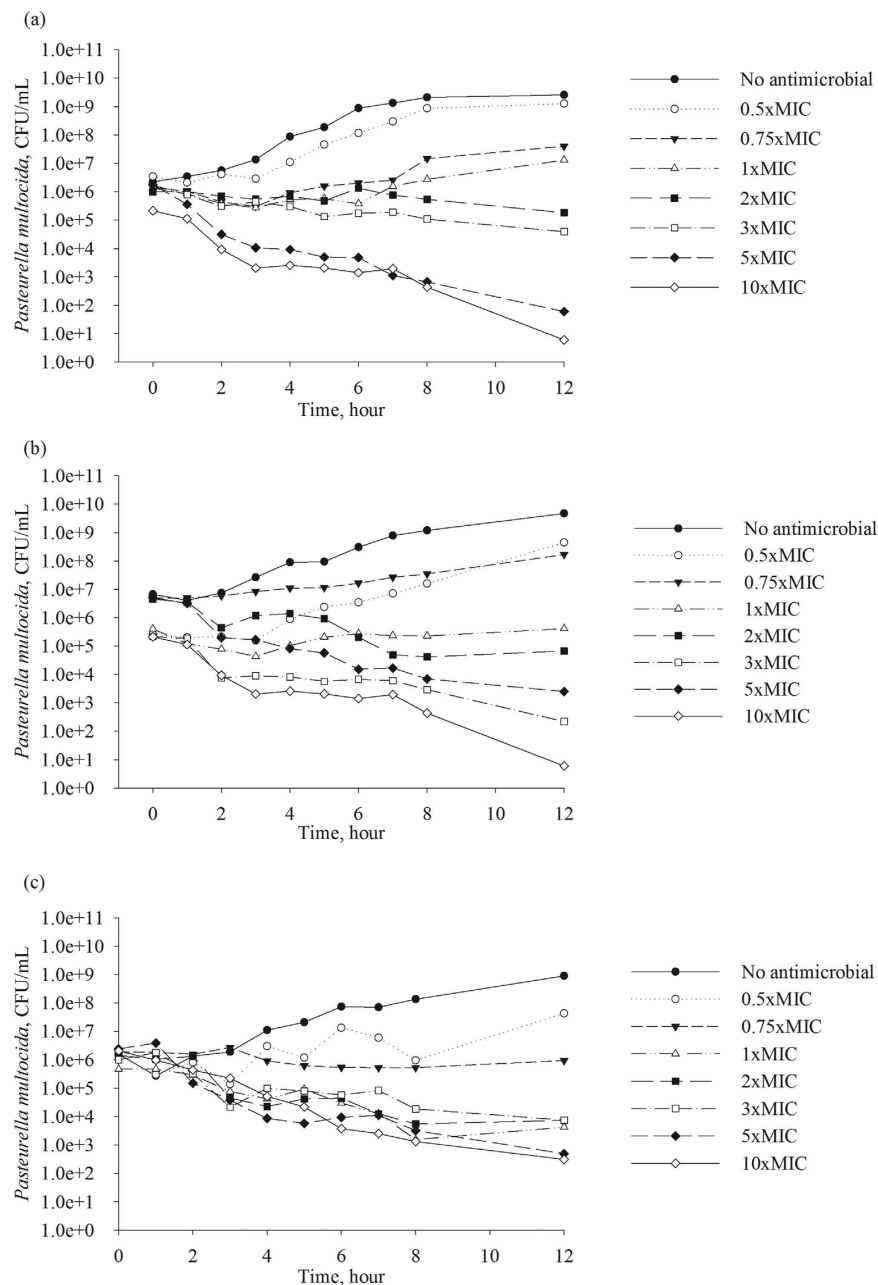 (a)
1.0e+11
1.0e+10
1.0e+9
1.0e+8
1.0e+7
1.0e+6
1.0e+5
1.0e+4
1.0e+3
1.0e+2
1.0e+1
1.0e+0
Pasteurella multocida, CFU/mL
0 2 4 6 8 10 12
Time, hour
No antimicrobial
0.5xMIC
0.75xMIC
1xMIC
2xMIC
3xMIC
5xMIC
10xMIC
(b)
1.0e+11
1.0e+10
1.0e+9
1.0e+8
1.0e+7
1.0e+6
1.0e+5
1.0e+4
1.0e+3
1.0e+2
1.0e+1
1.0e+0
Pasteurella multocida, CFU/mL
0 2 4 6 8 10 12
Time, hour
No antimicrobial
0.5xMIC
0.75xMIC
1xMIC
2xMIC
3xMIC
5xMIC
10xMIC
(c)
1.0e+11
1.0e+10
1.0e+9
1.0e+8
1.0e+7
1.0e+6
1.0e+5
1.0e+4
1.0e+3
1.0e+2
1.0e+1
1.0e+0
Pasteurella multocida, CFU/mL
0 2 4 6 8 10 12
Time, hour
No antimicrobial
0.5xMIC
0.75xMIC
1xMIC
2xMIC
3xMIC
5xMIC
10xMIC